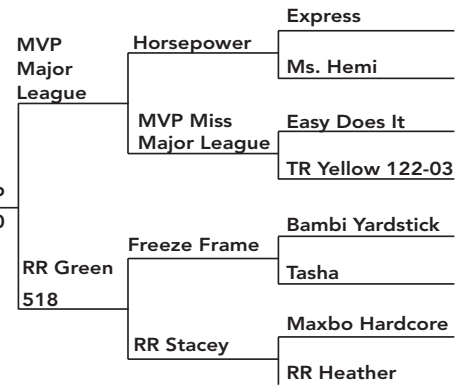 Express
MVP
Major
League
Horsepower
Ms. Hemi
MVP Miss
Major League
Easy Does It
TR Yellow 122-03
Bambi Yardstick
Freeze Frame
RR Green
518
Tasha
Maxbo Hardcore
RR Stacey
RR Heather